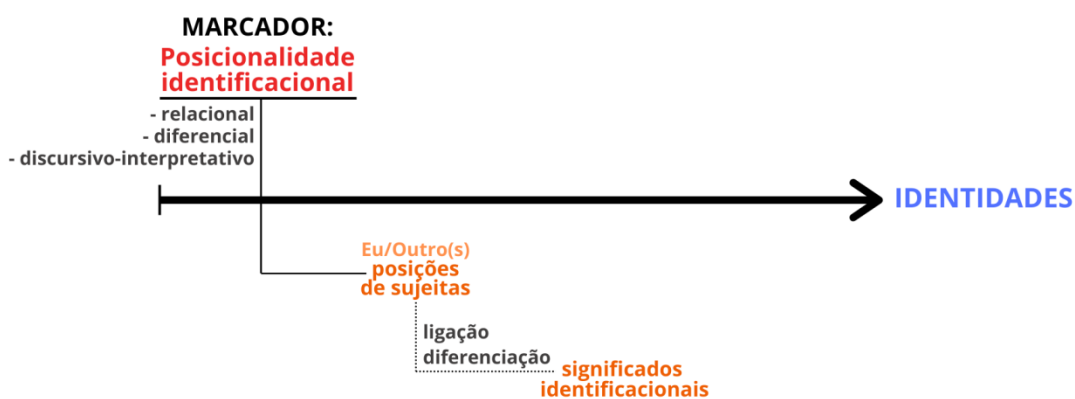 MARCADOR:
Posicionalidade
identificacional
- relacional
- diferencial
- discursivo-interpretativo
IDENTIDADES
Eu/Outro(s)
posições
de sujeitas
ligação
diferenciação
significados
identificacionais